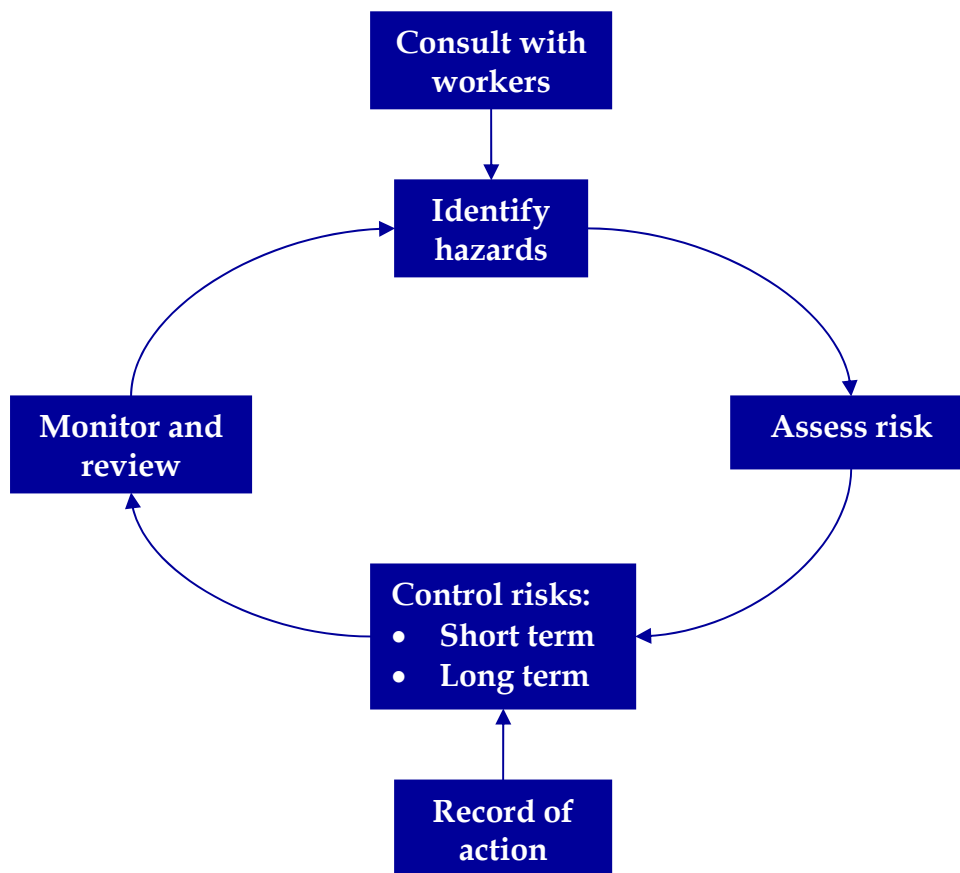 Consult with
workers
Identify
hazards
Assess risk
Monitor and
review
Control risks:
• Short term
• Long term
Record of
action